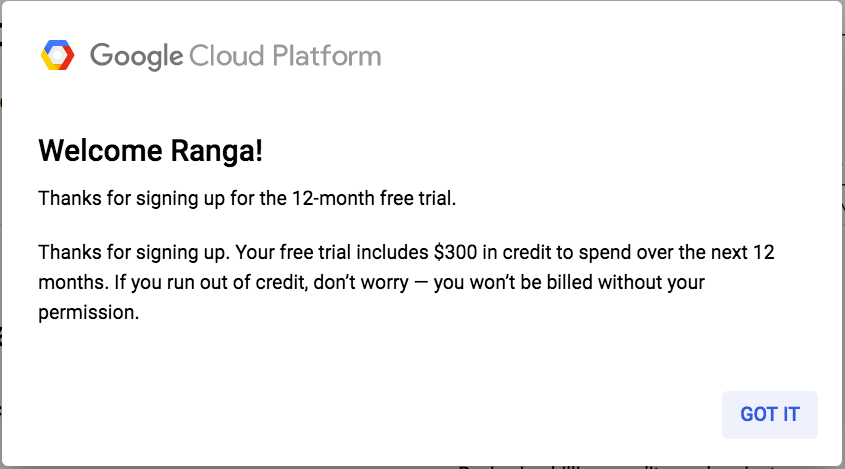 Google Cloud Platform
Welcome Ranga!
Thanks for signing up for the 12-month free trial.
Thanks for signing up. Your free trial includes $300 in credit to spend over the next 12
months. If you run out of credit, don’t worry — you won’t be billed without your
permission.
GOT IT